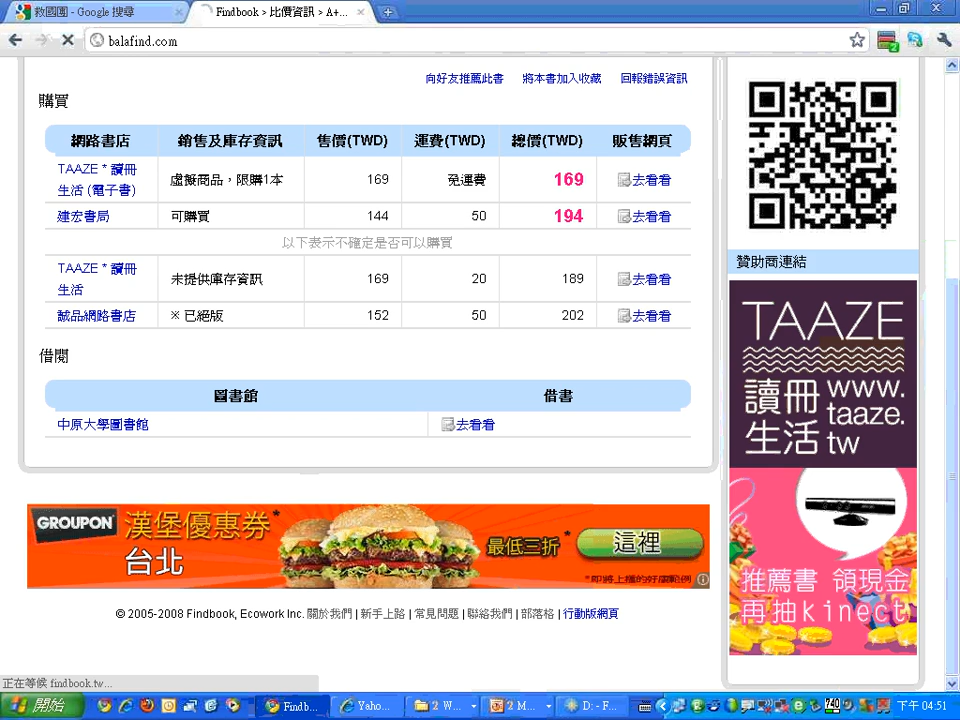 救國團 - Google 搜尋
Findbook > 比價資訊 > A+...
balafind.com
向好友推薦此書 將本書加入收藏 回報錯誤資訊
購買
網路書店 銷售及庫存資訊 售價(TWD) 運費(TWD) 總價(TWD) 販售網頁
TAAZE * 讀冊生活 (電子書) 虛擬商品，限購1本 169 免運費 169 去看看
建宏書局 可購買 144 50 194 去看看
以下表示不確定是否可以購買
TAAZE * 讀冊生活 未提供庫存資訊 169 20 189 去看看
誠品網路書店 ※ 已絕版 152 50 202 去看看
借閱
圖書館 借書
中原大學圖書館 去看看
贊助商連結
TAAZE
讀冊生活
www.
taaze.
tw
推薦書 領現金
再抽kinect
GROUPON 漢堡優惠券*
台北
最低三折*
這裡
*即將上檔的好康範例
© 2005-2008 Findbook, Ecowork Inc. 關於我們 | 新手上路 | 常見問題 | 聯絡我們 | 部落格 | 行動版網頁
正在等候 findbook.tw...
開始 Findb... Yaho... 2 W... 2 M... D:- F... 下午 04:51